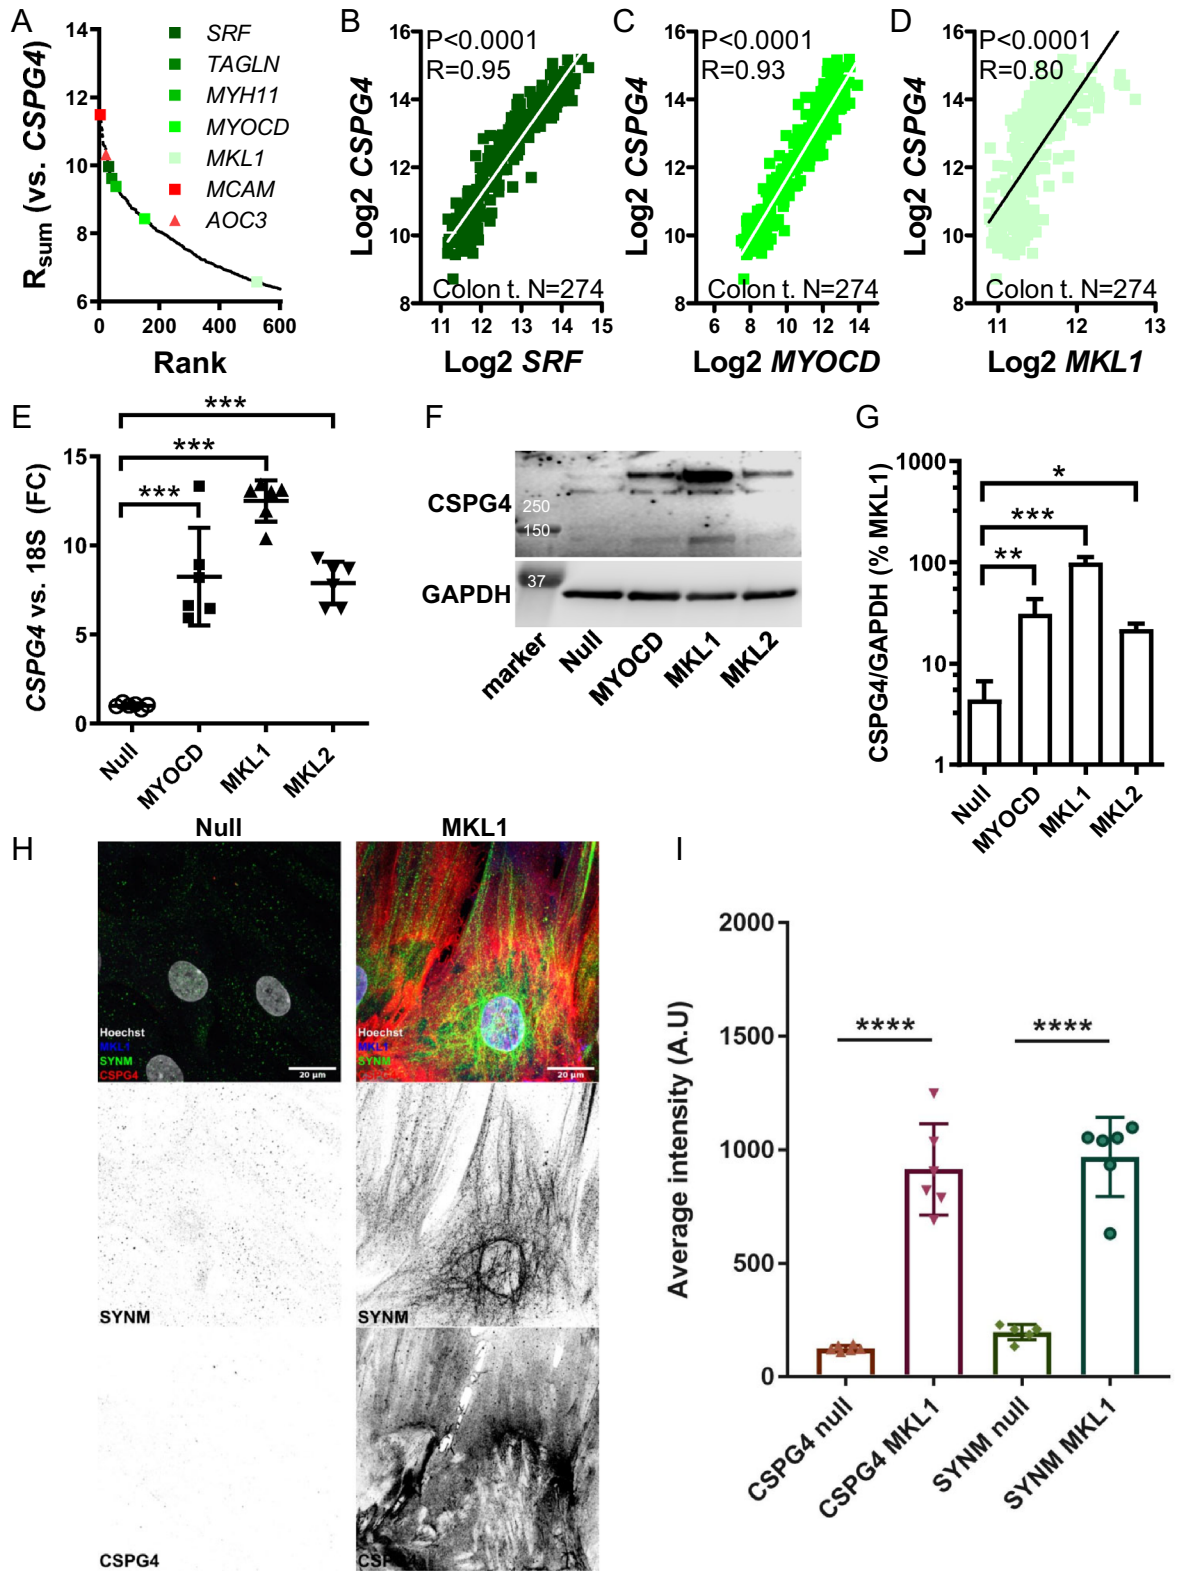 A
14
12
10
8
6
0
200
400
600
Rsum (vs. CSPG4)
Rank
SRF
TAGLN
MYH11
MYOCD
MKL1
MCAM
AOC3
B
16
14
12
10
8
11 12 13 14 15
P<0.0001
R=0.95
Colon t. N=274
Log2 CSPG4
Log2 SRF
C
16
14
12
10
8
6 8 10 12 14
P<0.0001
R=0.93
Colon t. N=274
Log2 CSPG4
Log2 MYOCD
D
16
14
12
10
8
11 12 13
P<0.0001
R=0.80
Colon t. N=274
Log2 CSPG4
Log2 MKL1
E
***
***
***
15
10
5
0
CSPG4 vs. 18S (FC)
Null
MYOCD
MKL1
MKL2
F
CSPG4
250
150
GAPDH
37
marker
Null
MYOCD
MKL1
MKL2
G
1000
100
10
1
*
***
**
CSPG4/GAPDH (% MKL1)
Null
MYOCD
MKL1
MKL2
H
Null
MKL1
Hoechst
MKL1
SYNM
CSPG4
20 µm
Hoechst
MKL1
SYNM
CSPG4
20 µm
SYNM
SYNM
CSPG4
CSPG4
I
2000
1500
1000
500
0
Average intensity (A.U)
****
****
CSPG4 null
CSPG4 MKL1
SYNM null
SYNM MKL1